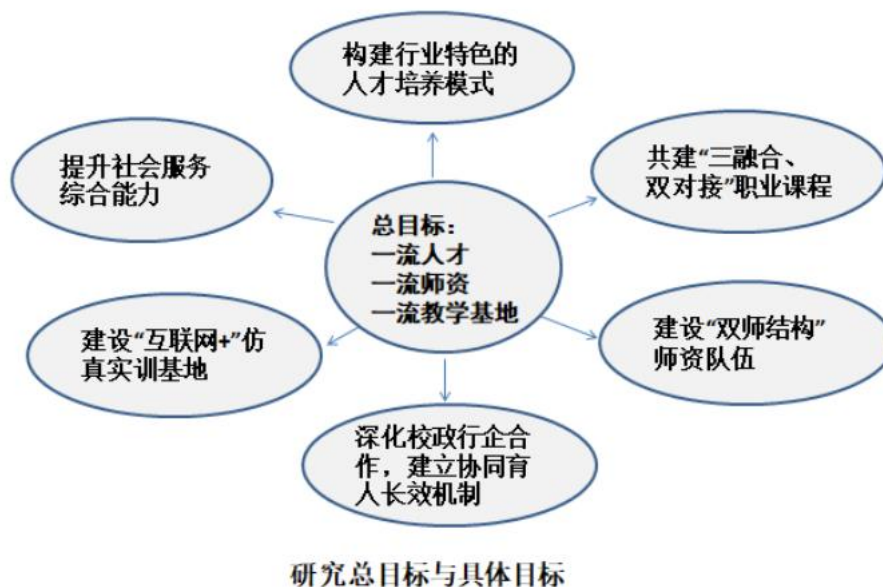 构建行业特色的
人才培养模式
提升社会服务
综合能力
共建“三融合、
双对接”职业课程
总目标：
一流人才
一流师资
一流教学基地
建设“互联网+”仿
真实训基地
建设“双师结构”
师资队伍
深化校政行企合
作，建立协同育
人长效机制
研究总目标与具体目标